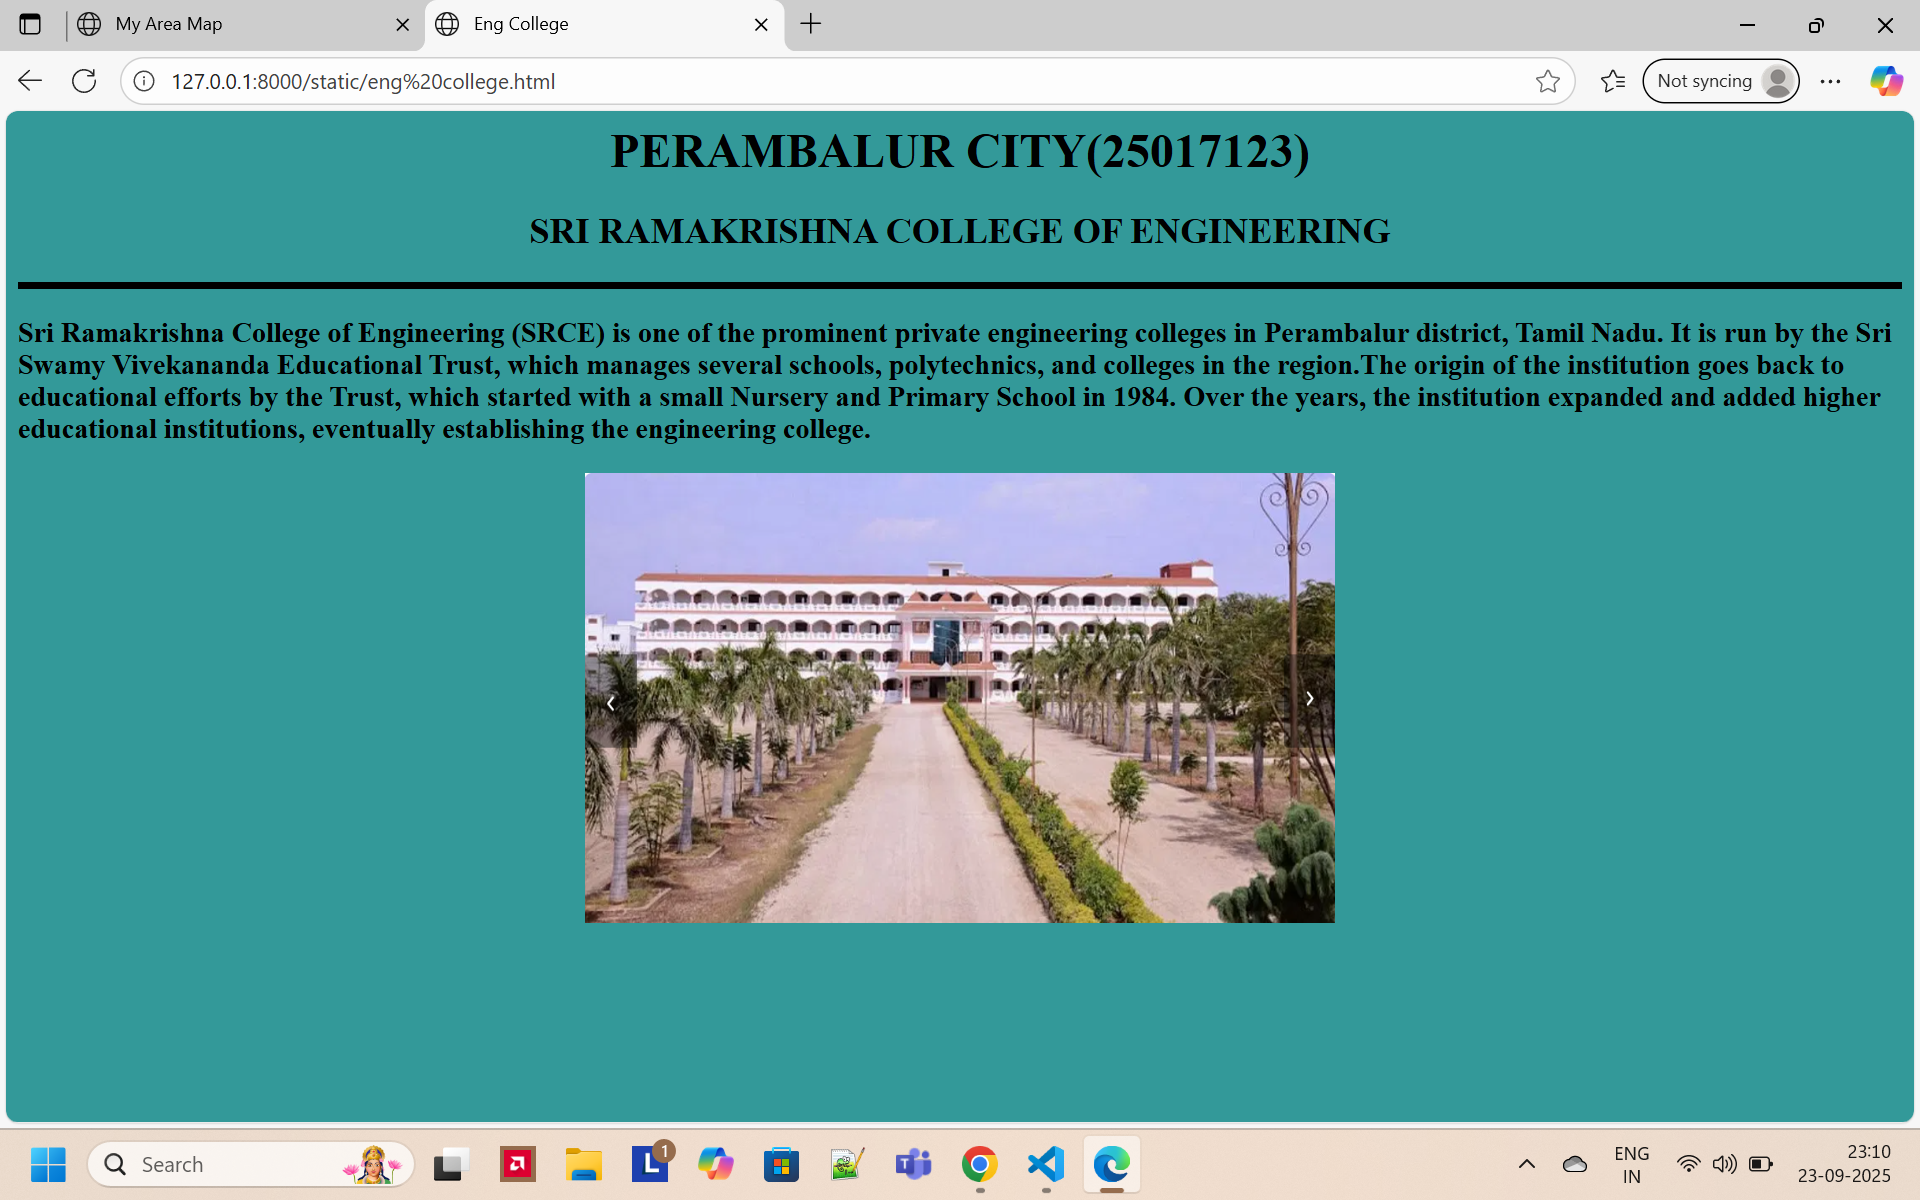 My Area Map
Eng College
127.0.0.1:8000/static/eng%20college.html
Not syncing
PERAMBALUR CITY(25017123)
SRI RAMAKRISHNA COLLEGE OF ENGINEERING
Sri Ramakrishna College of Engineering (SRCE) is one of the prominent private engineering colleges in Perambalur district, Tamil Nadu. It is run by the Sri
Swamy Vivekananda Educational Trust, which manages several schools, polytechnics, and colleges in the region.The origin of the institution goes back to
educational efforts by the Trust, which started with a small Nursery and Primary School in 1984. Over the years, the institution expanded and added higher
educational institutions, eventually establishing the engineering college.
Search
L
1
ENG
IN
23:10
23-09-2025